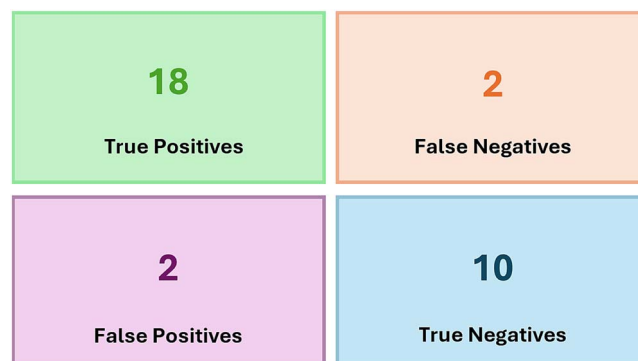 18
True Positives
2
False Negatives
2
False Positives
10
True Negatives